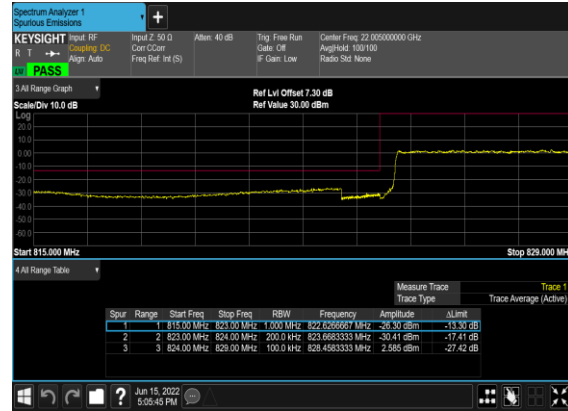 Spectrum Analyzer 1
Spurious Emissions
+
KEYSIGHT Input: RF Input Z: 50 Ω Atten: 40 dB Trig: Free Run Center Freq: 22.005000000 GHz
R T Coupling: DC Corr CCorr Gate: Off Avg|Hold: 100/100
Align: Auto Freq Ref: Int (S) IF Gain: Low Radio Std: None
PASS
3 All Range Graph
Ref Lvl Offset 7.30 dB
Scale/Div 10.0 dB Ref Value 30.00 dBm
Log
20.0
10.0
0.00
-10.0
-20.0
-30.0
-40.0
-50.0
-60.0
Start 815.000 MHz Stop 829.000 MHz
4 All Range Table
Measure Trace Trace 1
Trace Type Trace Average (Active)
Spur Range Start Freq Stop Freq RBW Frequency Amplitude ΔLimit
1 1 815.00 MHz 823.00 MHz 1.000 MHz 822.6266667 MHz -26.30 dBm -13.30 dB
2 2 823.00 MHz 824.00 MHz 200.0 kHz 823.6683333 MHz -30.41 dBm -17.41 dB
3 3 824.00 MHz 829.00 MHz 100.0 kHz 828.4583333 MHz 2.585 dBm -27.42 dB
? Jun 15, 2022
5:05:45 PM